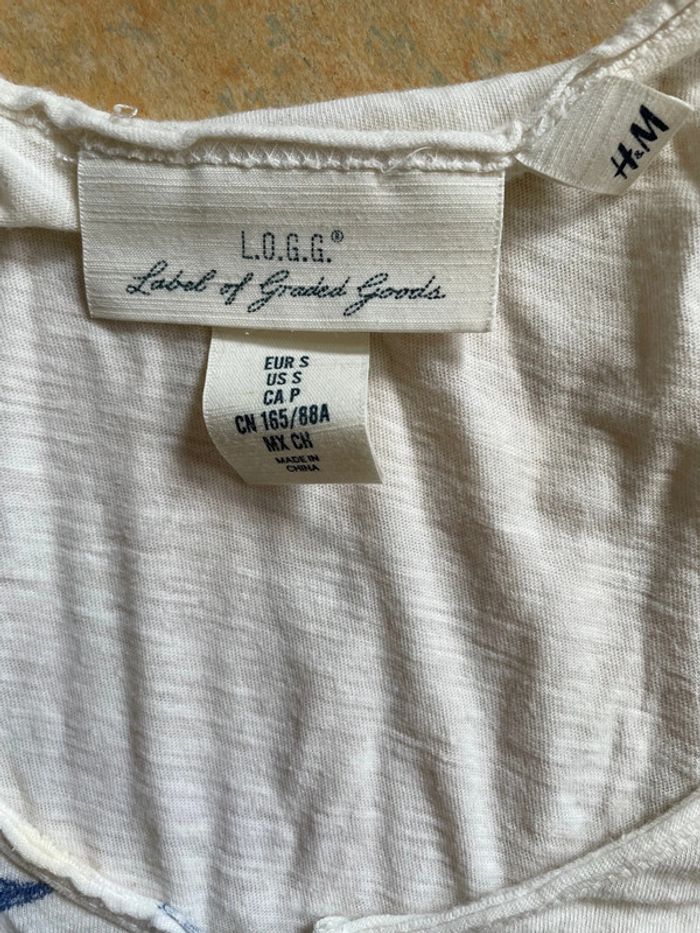 H&M
L.O.G.G.®
Label of Graded Goods
EUR S
US S
CA P
CN 165/88A
MX CH
MADE IN
CHINA